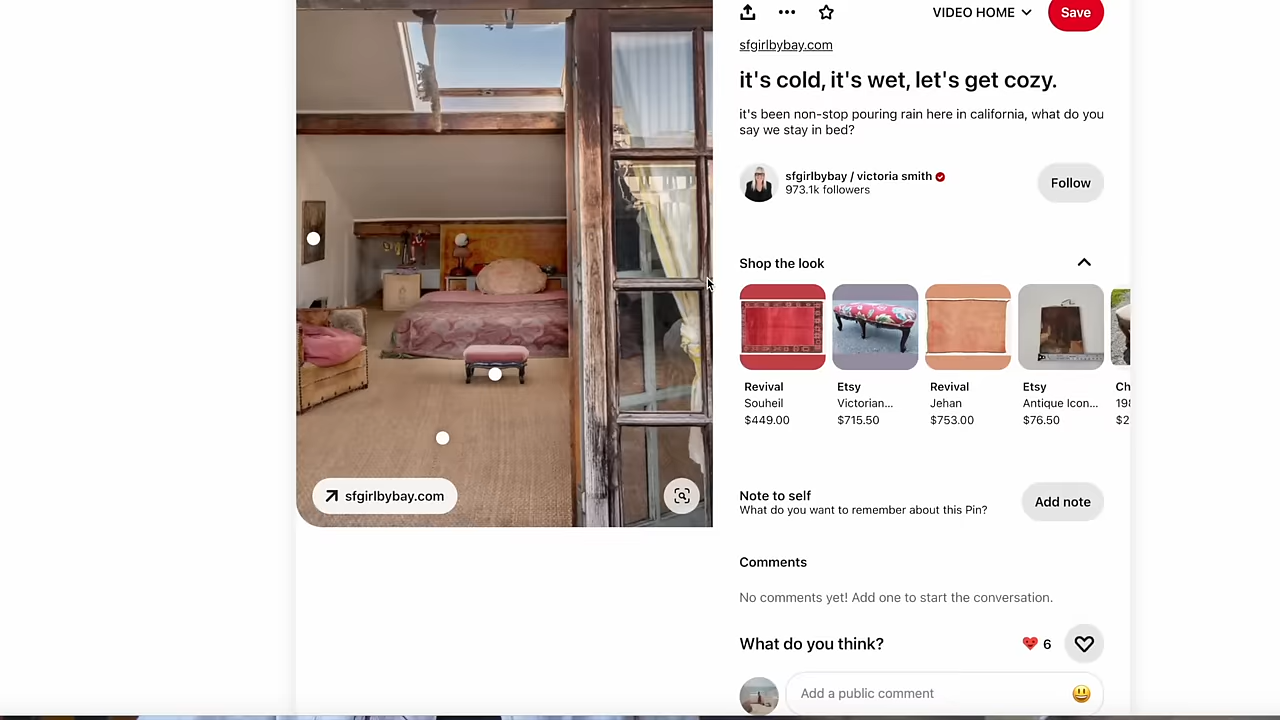 VIDEO HOME
Save
sfgirlbybay.com
it's cold, it's wet, let's get cozy.
it's been non-stop pouring rain here in california, what do you
say we stay in bed?
sfgirlbybay / victoria smith
973.1k followers
Follow
Shop the look
Revival
Souheil
$449.00
Etsy
Victorian...
$715.50
Revival
Jehan
$753.00
Etsy
Antique Icon...
$76.50
Ch
198
$2
sfgirlbybay.com
Note to self
What do you want to remember about this Pin?
Add note
Comments
No comments yet! Add one to start the conversation.
What do you think?
6
Add a public comment